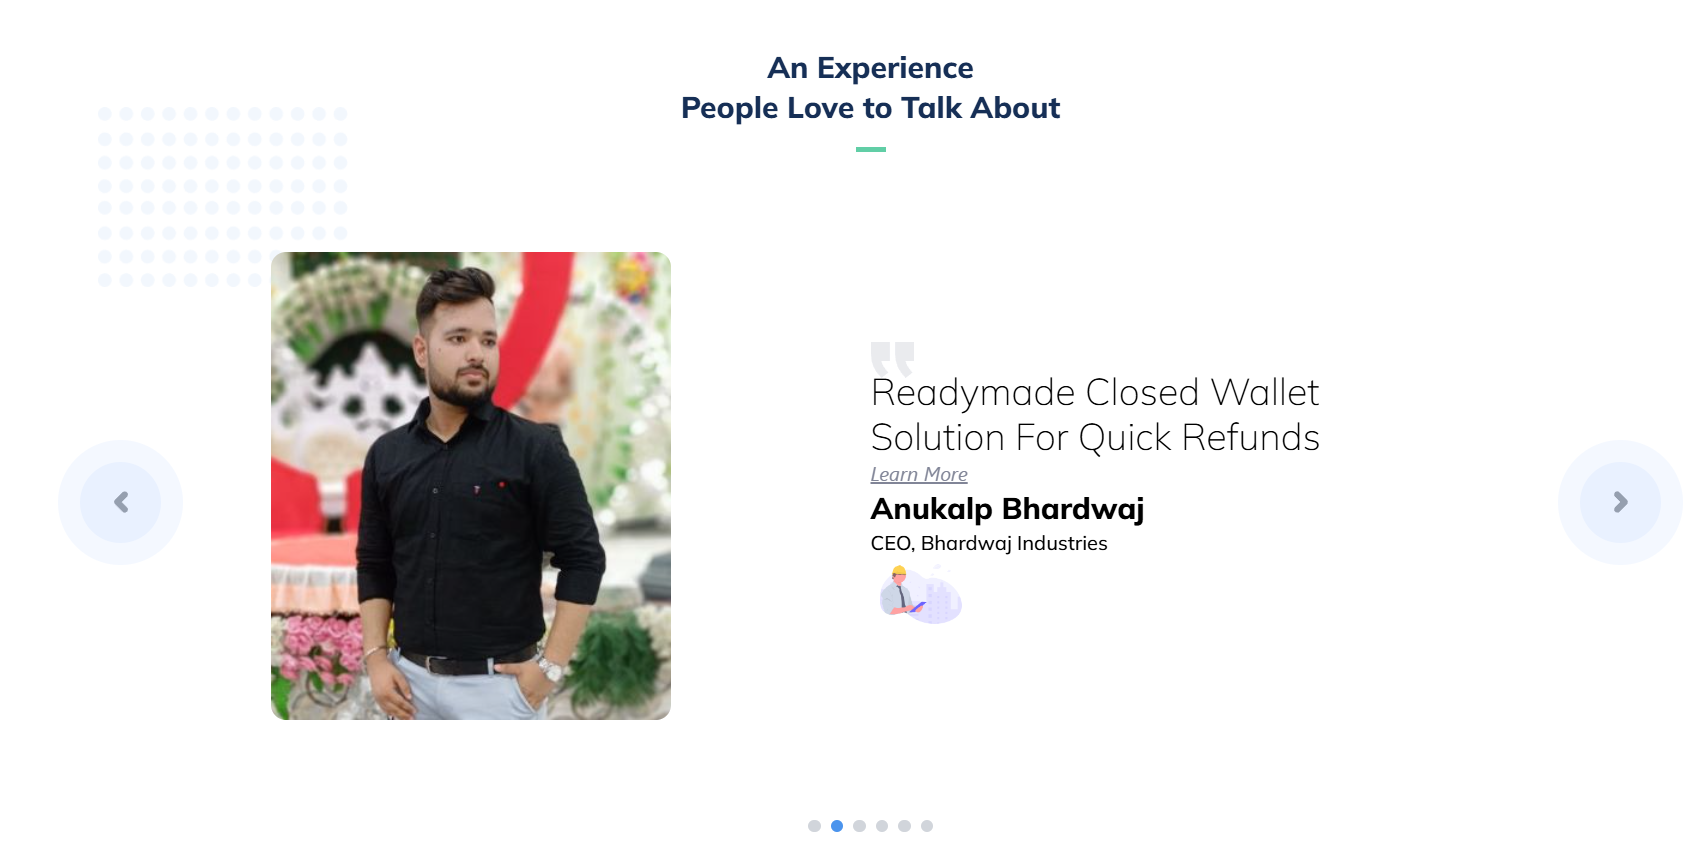 An Experience
People Love to Talk About
Readymade Closed Wallet
Solution For Quick Refunds
Learn More
Anukalp Bhardwaj
CEO, Bhardwaj Industries